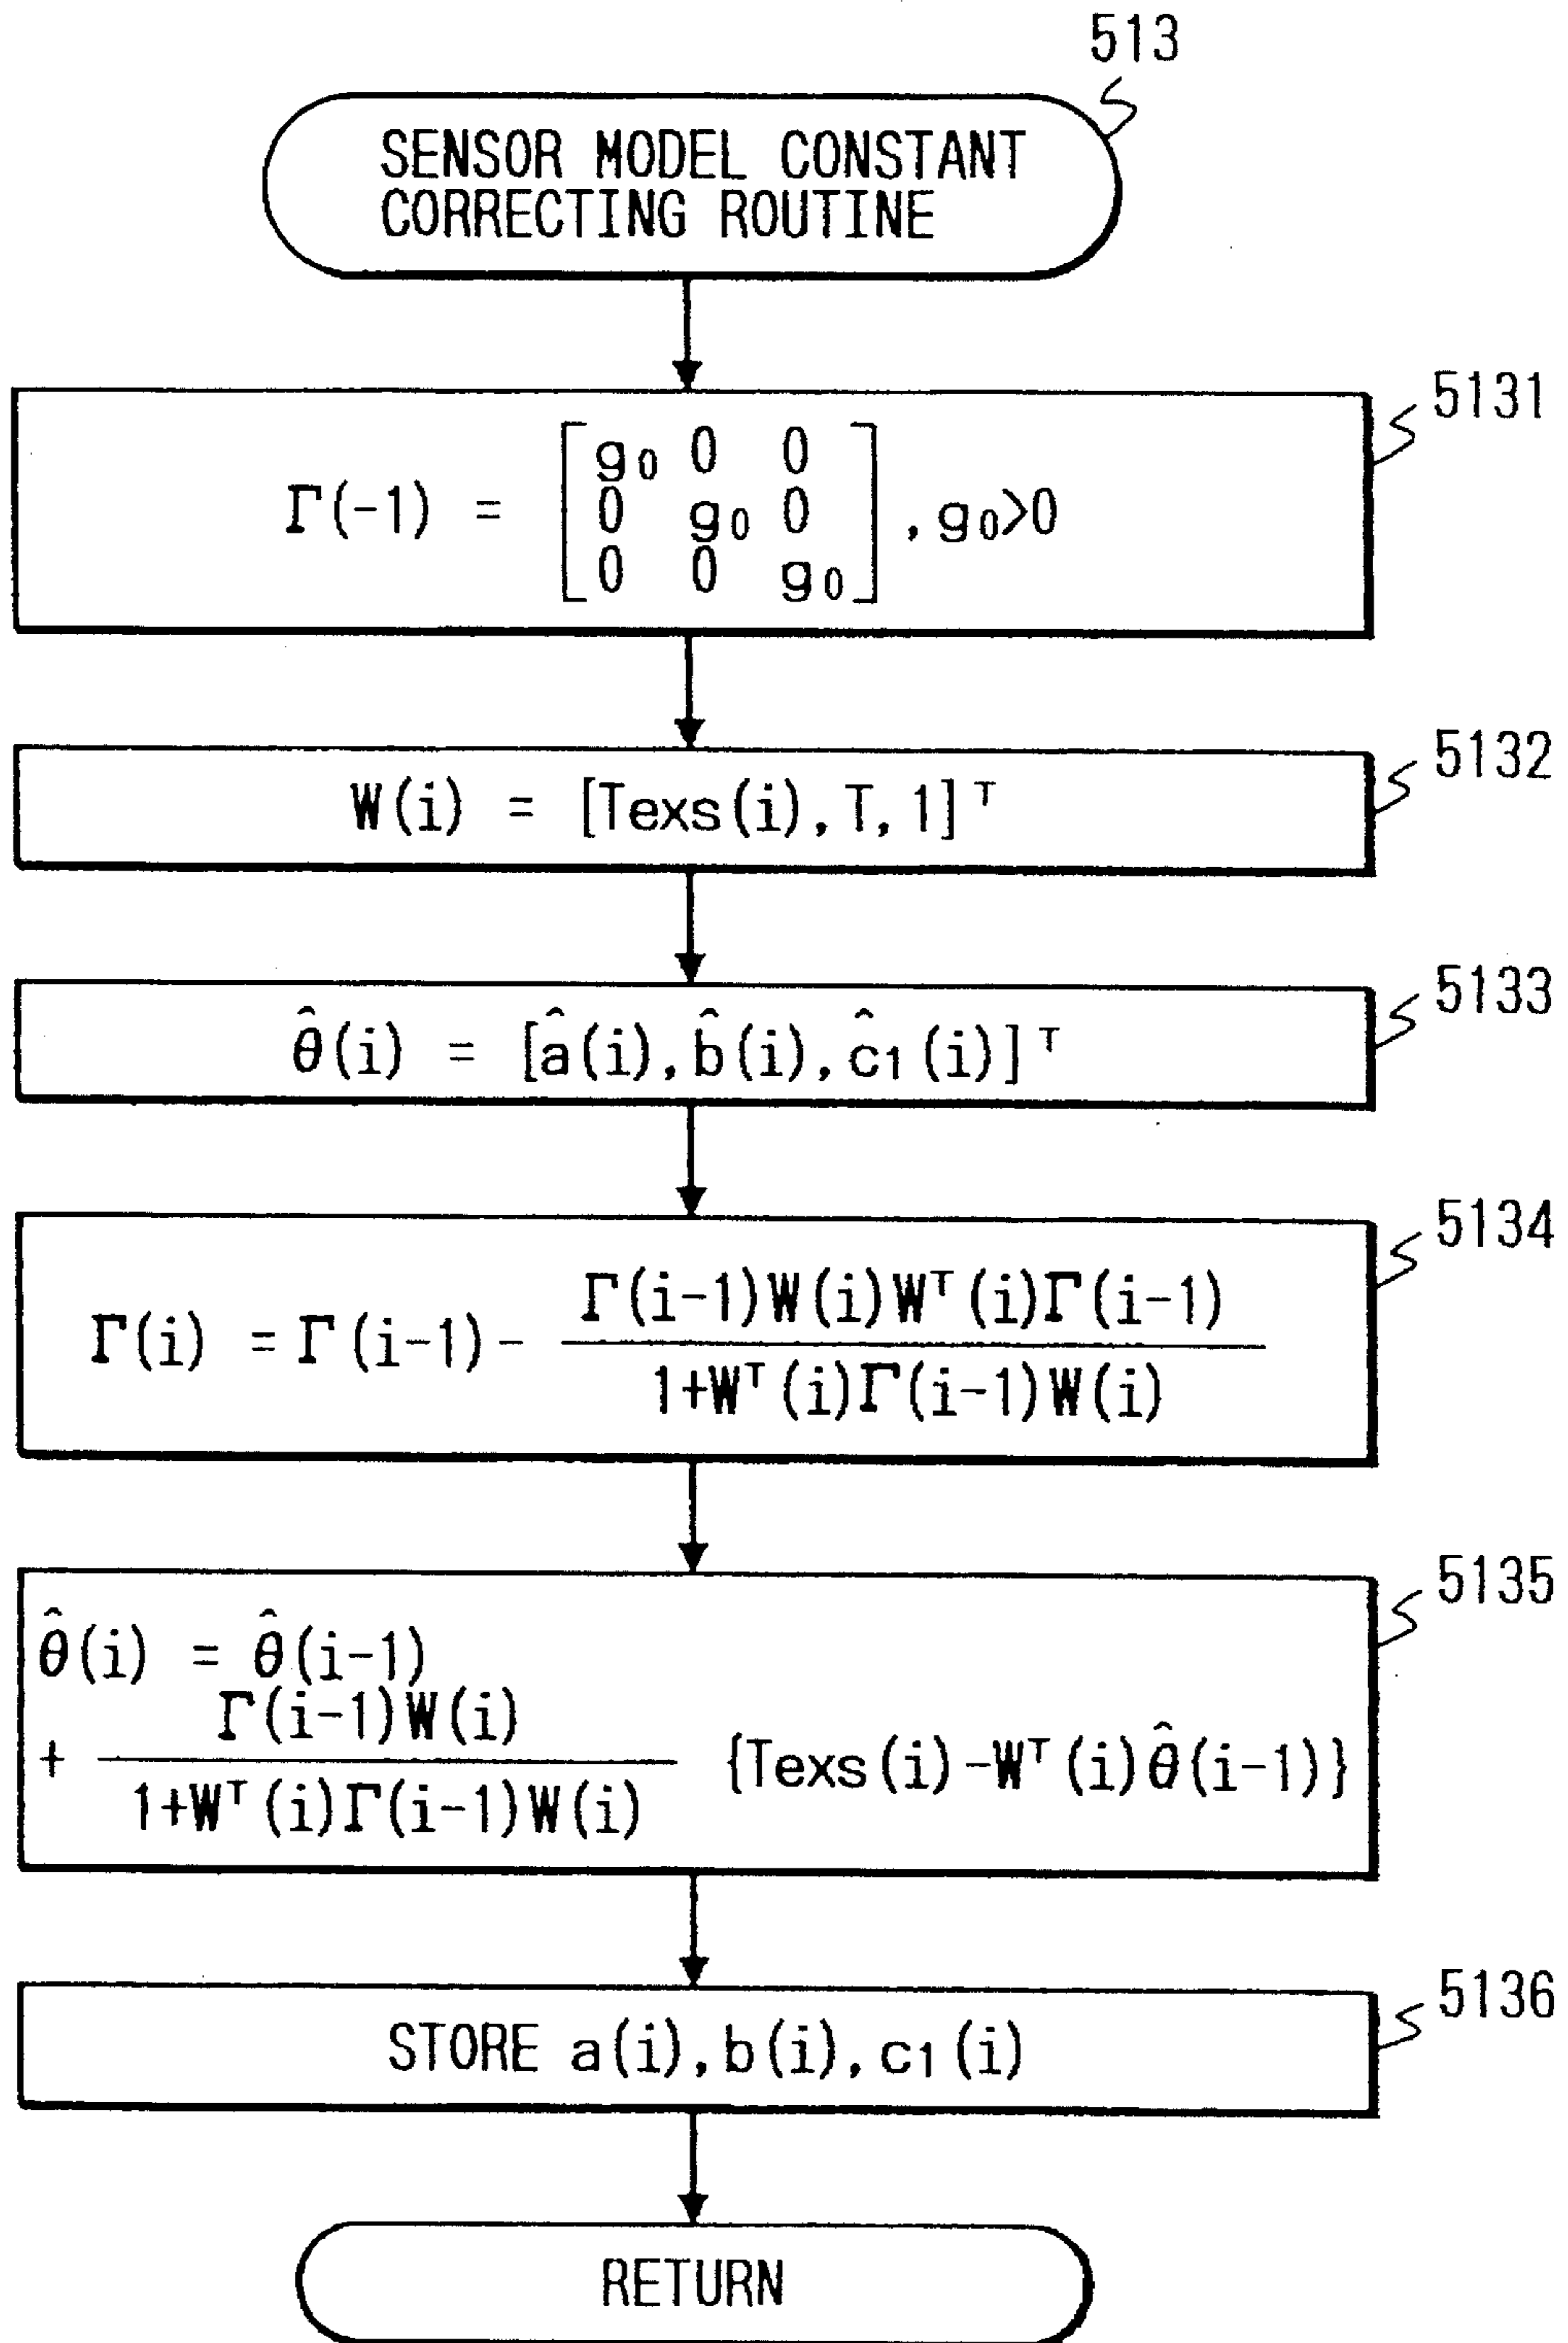 513
SENSOR MODEL CONSTANT
CORRECTING ROUTINE
5131
Γ(-1) = [g₀ 0 0
0 g₀ 0
0 0 g₀] , g₀>0
5132
W(i) = [Texs(i), T, 1]ᵀ
5133
θ̂(i) = [â(i), b̂(i), ĉ₁(i)]ᵀ
5134
Γ(i) = Γ(i-1) -
Γ(i-1)W(i)Wᵀ(i)Γ(i-1)
1+Wᵀ(i)Γ(i-1)W(i)
5135
θ̂(i) = θ̂(i-1)
Γ(i-1)W(i)
+ {Texs(i)-Wᵀ(i)θ̂(i-1)}
1+Wᵀ(i)Γ(i-1)W(i)
5136
STORE a(i), b(i), c₁(i)
RETURN